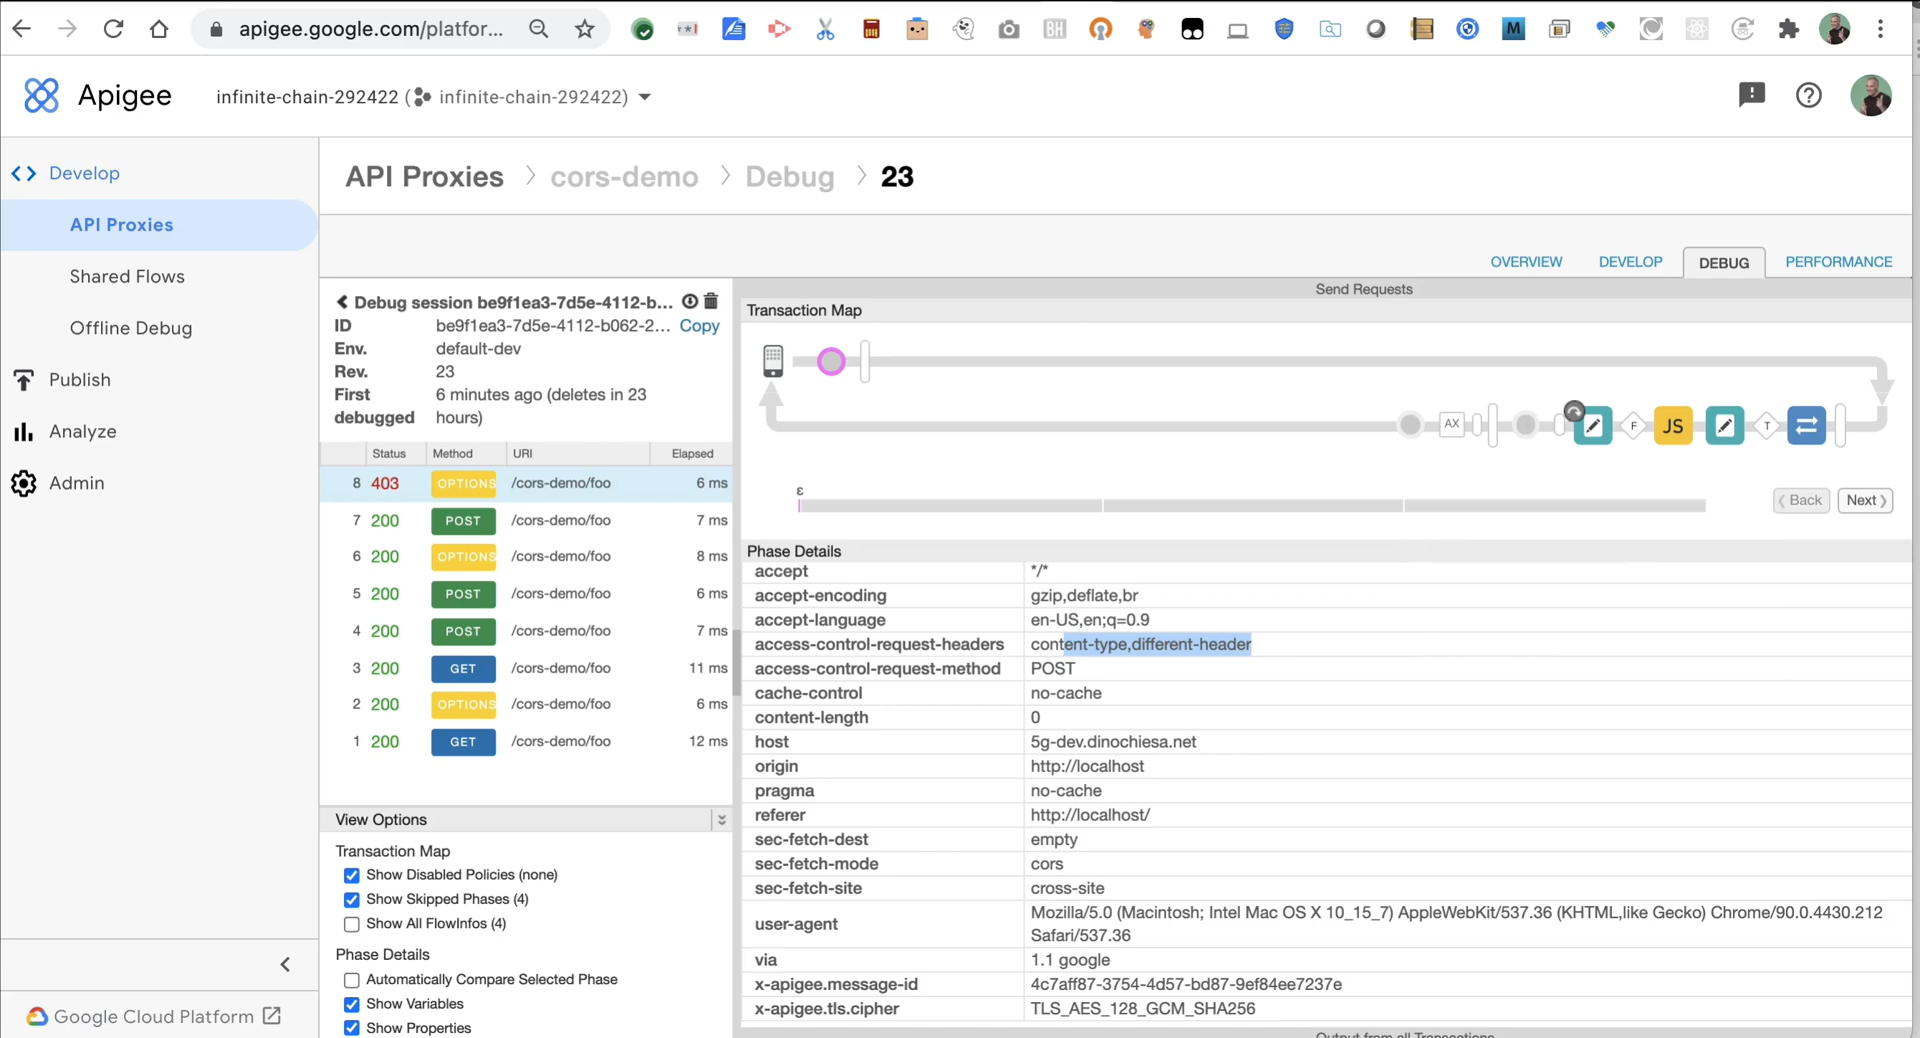 apigee.google.com/platfor...
BH
M
Apigee
infinite-chain-292422 ( infinite-chain-292422)
Develop
API Proxies
Shared Flows
Offline Debug
Publish
Analyze
Admin
Google Cloud Platform
API Proxies cors-demo Debug 23
OVERVIEW DEVELOP DEBUG PERFORMANCE
Debug session be9f1ea3-7d5e-4112-b...
ID be9f1ea3-7d5e-4112-b062-2... Copy
Env. default-dev
Rev. 23
First debugged 6 minutes ago (deletes in 23 hours)
Status Method URI Elapsed
8 403 OPTIONS /cors-demo/foo 6 ms
7 200 POST /cors-demo/foo 7 ms
6 200 OPTIONS /cors-demo/foo 8 ms
5 200 POST /cors-demo/foo 6 ms
4 200 POST /cors-demo/foo 7 ms
3 200 GET /cors-demo/foo 11 ms
2 200 OPTIONS /cors-demo/foo 6 ms
1 200 GET /cors-demo/foo 12 ms
View Options
Transaction Map
Show Disabled Policies (none)
Show Skipped Phases (4)
Show All FlowInfos (4)
Phase Details
Automatically Compare Selected Phase
Show Variables
Show Properties
Send Requests
Transaction Map
AX F JS T
ε
Back Next
Phase Details
accept */*
accept-encoding gzip,deflate,br
accept-language en-US,en;q=0.9
access-control-request-headers content-type,different-header
access-control-request-method POST
cache-control no-cache
content-length 0
host 5g-dev.dinochiesa.net
origin http://localhost
pragma no-cache
referer http://localhost/
sec-fetch-dest empty
sec-fetch-mode cors
sec-fetch-site cross-site
user-agent Mozilla/5.0 (Macintosh; Intel Mac OS X 10_15_7) AppleWebKit/537.36 (KHTML,like Gecko) Chrome/90.0.4430.212
Safari/537.36
via 1.1 google
x-apigee.message-id 4c7aff87-3754-4d57-bd87-9ef84ee7237e
x-apigee.tls.cipher TLS_AES_128_GCM_SHA256
Output from all Transactions